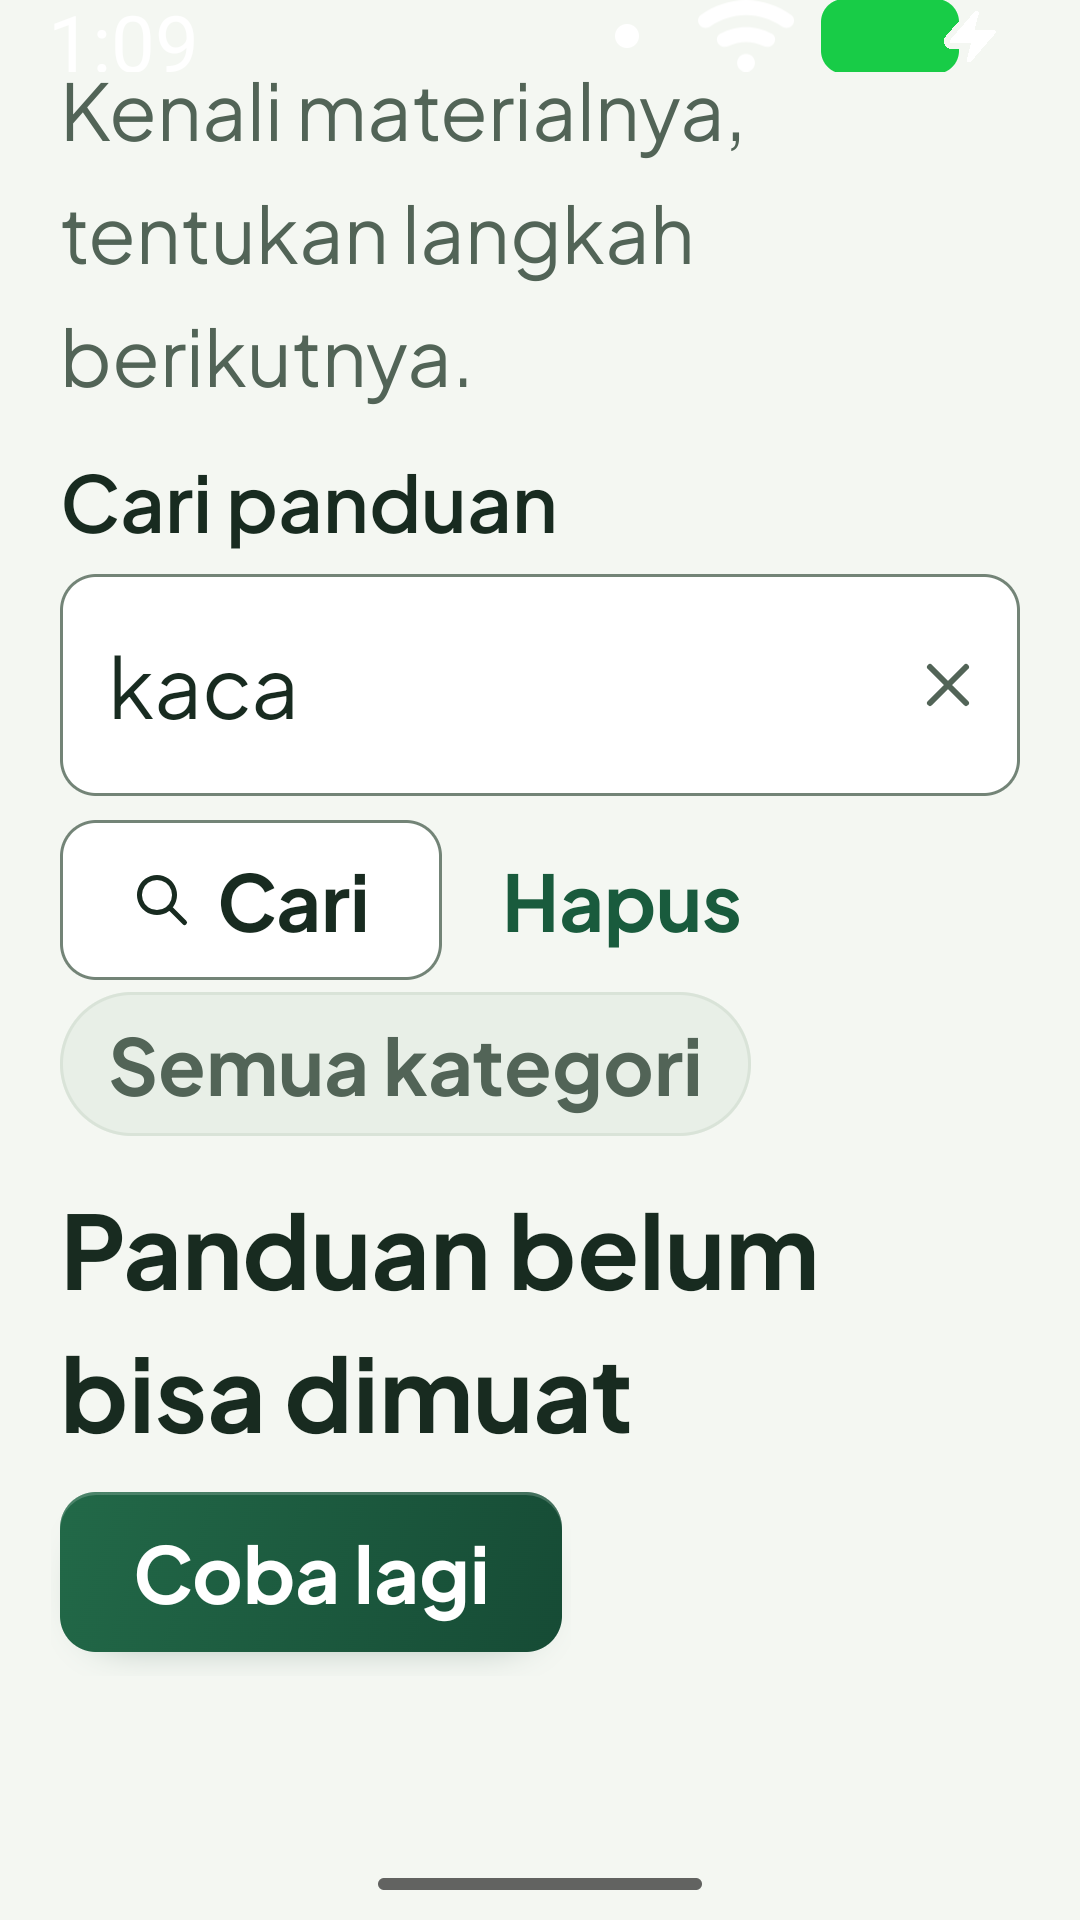 1:09
Kenali materialnya,
tentukan langkah
berikutnya.
Cari panduan
kaca
Cari
Hapus
Semua kategori
Panduan belum
bisa dimuat
Coba lagi